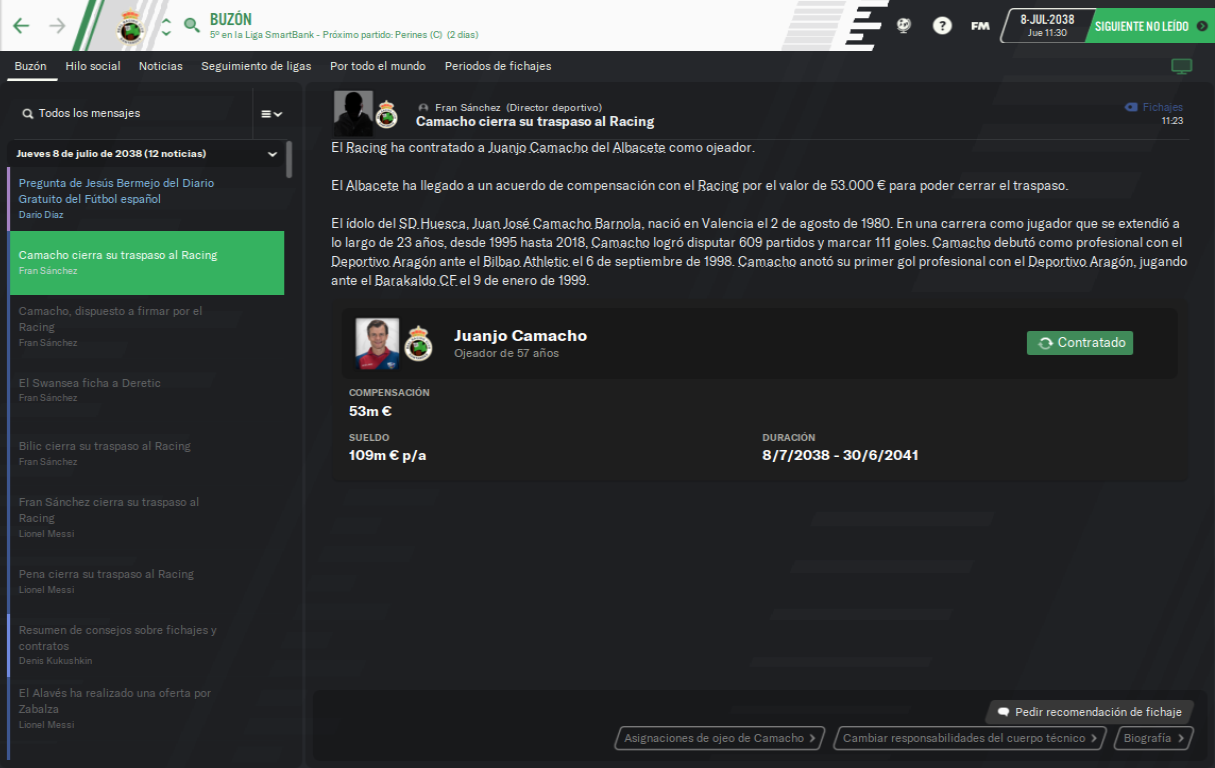 BUZÓN
5º en la Liga SmartBank - Próximo partido: Perines (C) (2 días)
?
FM
8-JUL-2038
Jue 11:30
SIGUIENTE NO LEÍDO
Buzón
Hilo social
Noticias
Seguimiento de ligas
Por todo el mundo
Periodos de fichajes
Todos los mensajes
Jueves 8 de julio de 2038 (12 noticias)
Pregunta de Jesús Bermejo del Diario
Gratuito del Fútbol español
Darío Díaz
Camacho cierra su traspaso al Racing
Fran Sánchez
Camacho, dispuesto a firmar por el
Racing
Fran Sánchez
El Swansea ficha a Deretic
Fran Sánchez
Bilic cierra su traspaso al Racing
Fran Sánchez
Fran Sánchez cierra su traspaso al
Racing
Lionel Messi
Pena cierra su traspaso al Racing
Lionel Messi
Resumen de consejos sobre fichajes y
contratos
Denis Kukushkin
El Alavés ha realizado una oferta por
Zabalza
Lionel Messi
Fran Sánchez (Director deportivo)
Camacho cierra su traspaso al Racing
Fichajes
11:23
El Racing ha contratado a Juanjo Camacho del Albacete como ojeador.
El Albacete ha llegado a un acuerdo de compensación con el Racing por el valor de 53.000 € para poder cerrar el traspaso.
El ídolo del SD Huesca, Juan José Camacho Barnola, nació en Valencia el 2 de agosto de 1980. En una carrera como jugador que se extendió a
lo largo de 23 años, desde 1995 hasta 2018, Camacho logró disputar 609 partidos y marcar 111 goles. Camacho debutó como profesional con el
Deportivo Aragón ante el Bilbao Athletic el 6 de septiembre de 1998. Camacho anotó su primer gol profesional con el Deportivo Aragón, jugando
ante el Barakaldo CF el 9 de enero de 1999.
Juanjo Camacho
Ojeador de 57 años
Contratado
COMPENSACIÓN
53m €
SUELDO
109m € p/a
DURACIÓN
8/7/2038 - 30/6/2041
Pedir recomendación de fichaje
Asignaciones de ojeo de Camacho
Cambiar responsabilidades del cuerpo técnico
Biografía